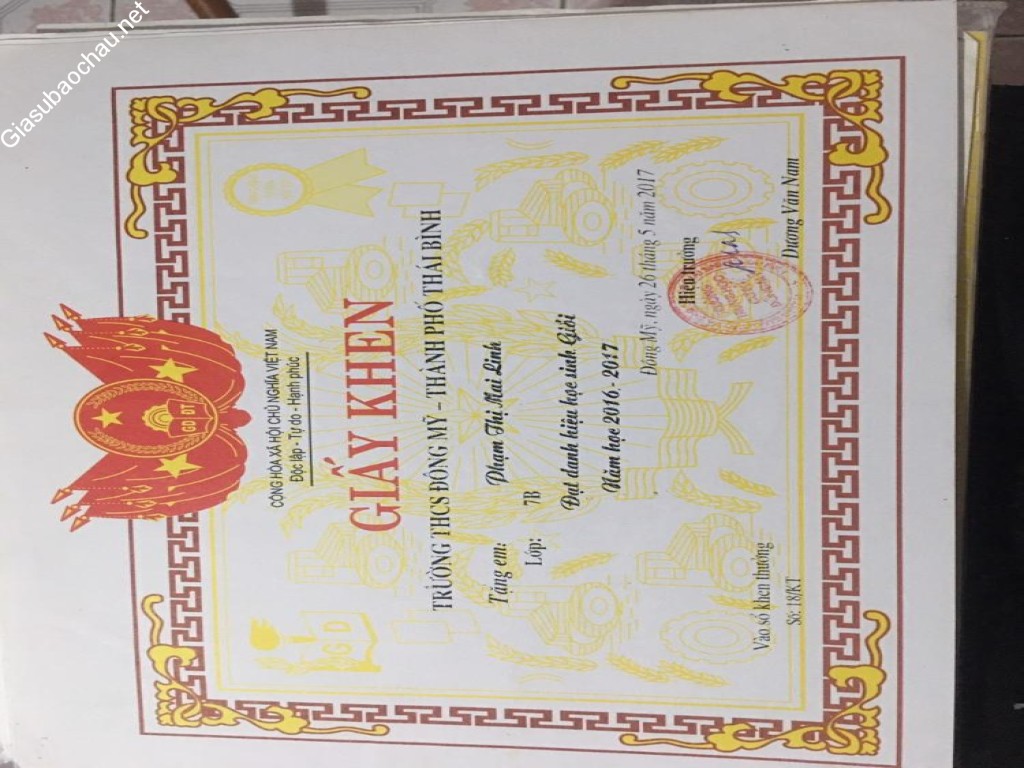 Giasubaochau.net
GD ĐT
CỘNG HÒA XÃ HỘI CHỦ NGHĨA VIỆT NAM
Độc lập - Tự do - Hạnh phúc
GIẤY KHEN
TRƯỜNG THCS ĐÔNG MỸ – THÀNH PHỐ THÁI BÌNH
Tặng em: Phạm Thị Mai Linh
Lớp: 7B
Đạt danh hiệu học sinh Giỏi
Năm học 2016 - 2017.
Đông Mỹ, ngày 26 tháng 5 năm 2017
Vào sổ khen thưởng
Số: 18/KT
Hiệu trưởng
Dương Văn Nam
G D